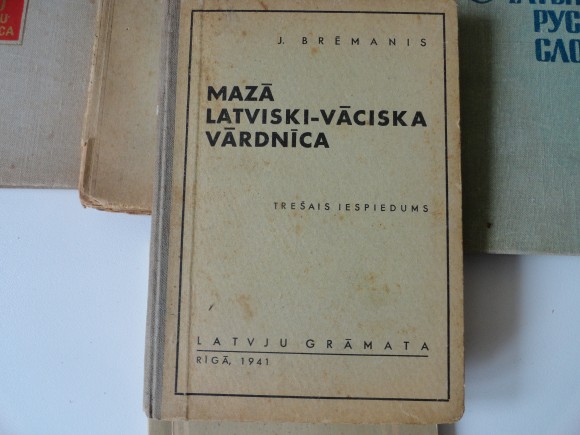 J. BRĒMANIS
MAZĀ
LATVISKI-VĀCISKA
VĀRDNĪCA
TREŠAIS IESPIEDUMS
LATVJU GRĀMATA
RĪGĀ, 1941